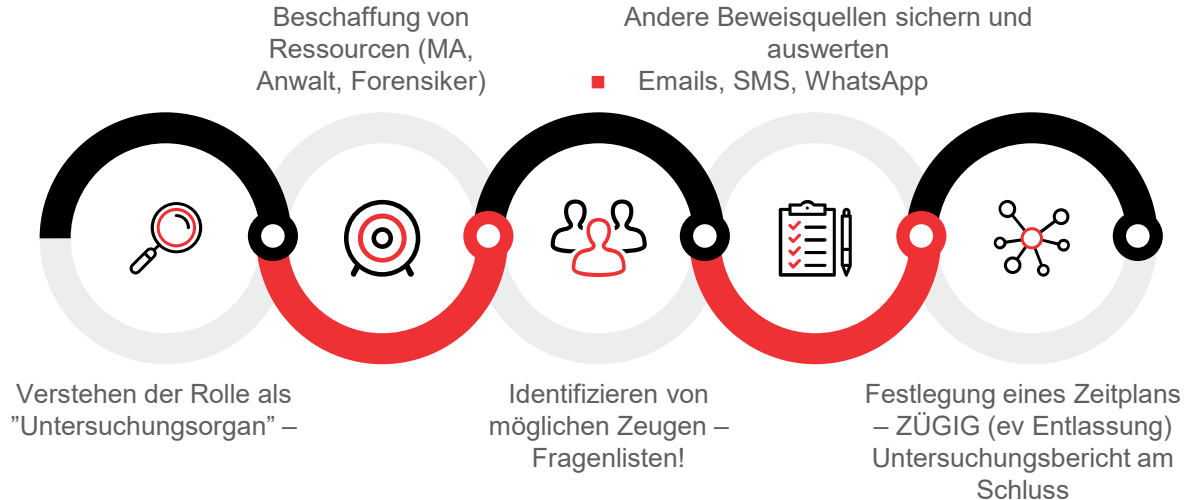 Beschaffung von
Ressourcen (MA,
Anwalt, Forensiker)
Andere Beweisquellen sichern und
auswerten
Emails, SMS, WhatsApp
Verstehen der Rolle als
”Untersuchungsorgan” –
Identifizieren von
möglichen Zeugen –
Fragenlisten!
Festlegung eines Zeitplans
– ZÜGIG (ev Entlassung)
Untersuchungsbericht am
Schluss